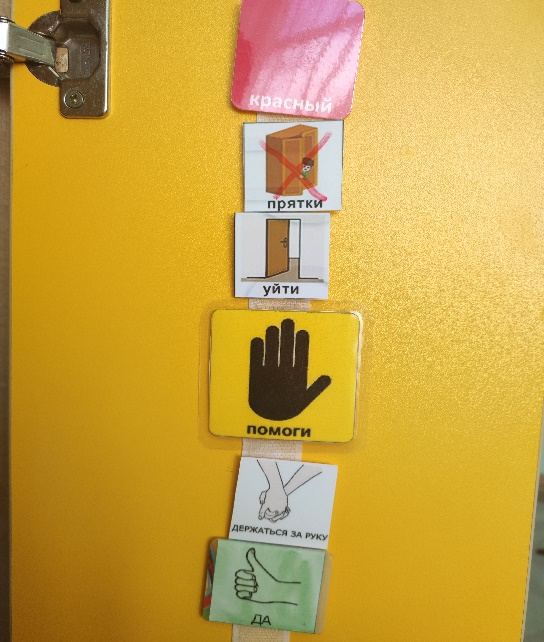 красный
прятки
уйти
ПОМОГИ
ДЕРЖАТЬСЯ ЗА РУКУ
ДА